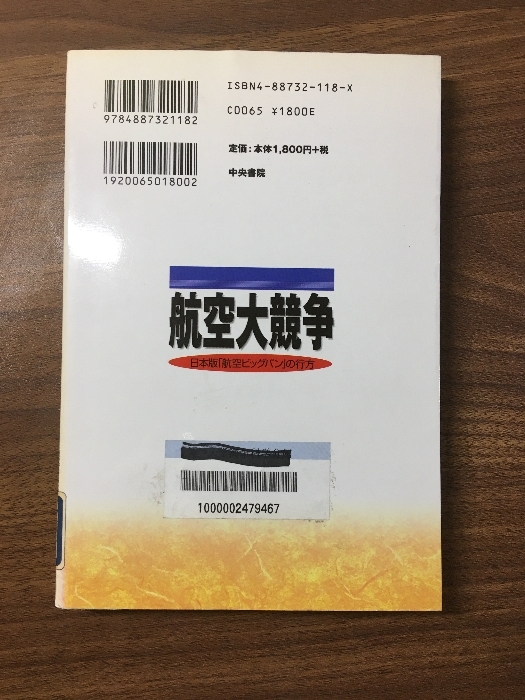 ISBN4-88732-118-X
9784887321182
C0065 ¥1800E
定価：本体1,800円+税
1920065018002
中央書院
航空大競争
日本版「航空ビッグバン」の行方
1000002479467